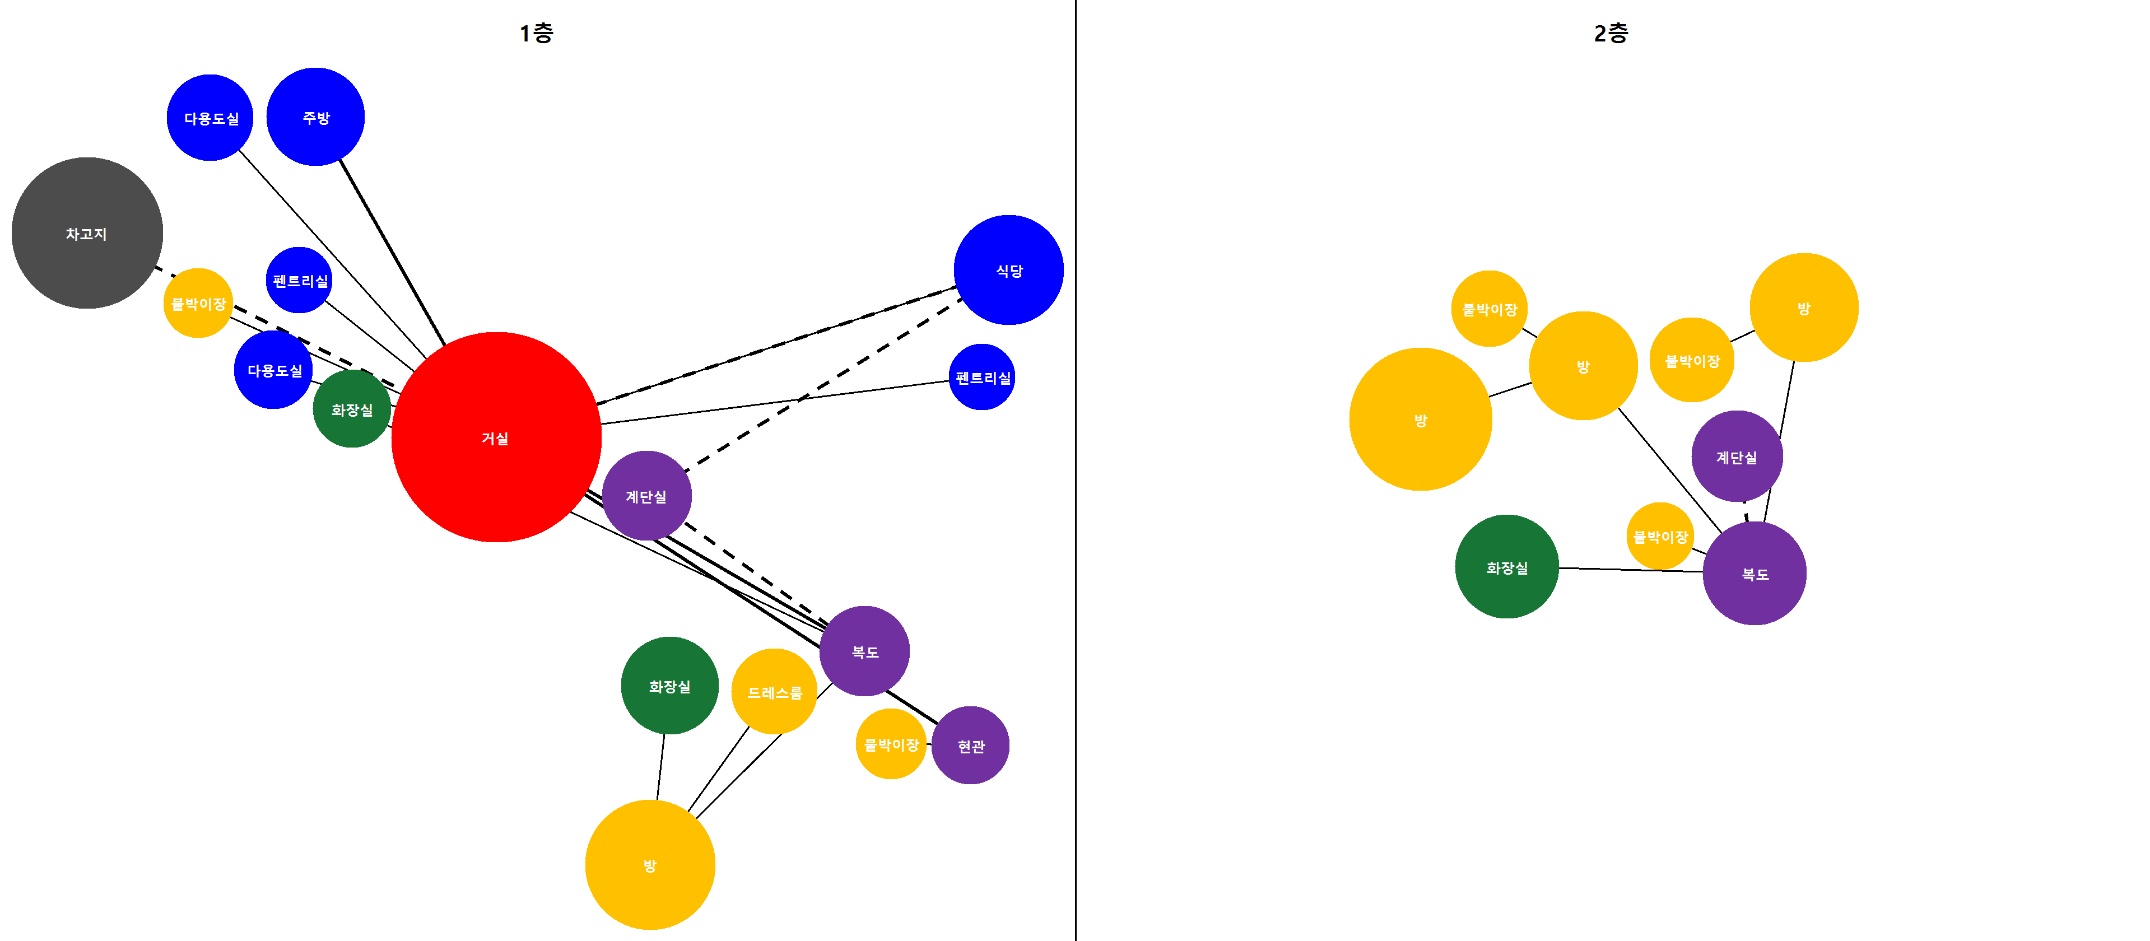 1층
다용도실
주방
차고지
펜트리실
붙박이장
다용도실
화장실
거실
식당
펜트리실
계단실
복도
화장실
드레스룸
붙박이장
현관
방
2층
붙박이장
방
방
붙박이장
방
계단실
붙박이장
화장실
복도